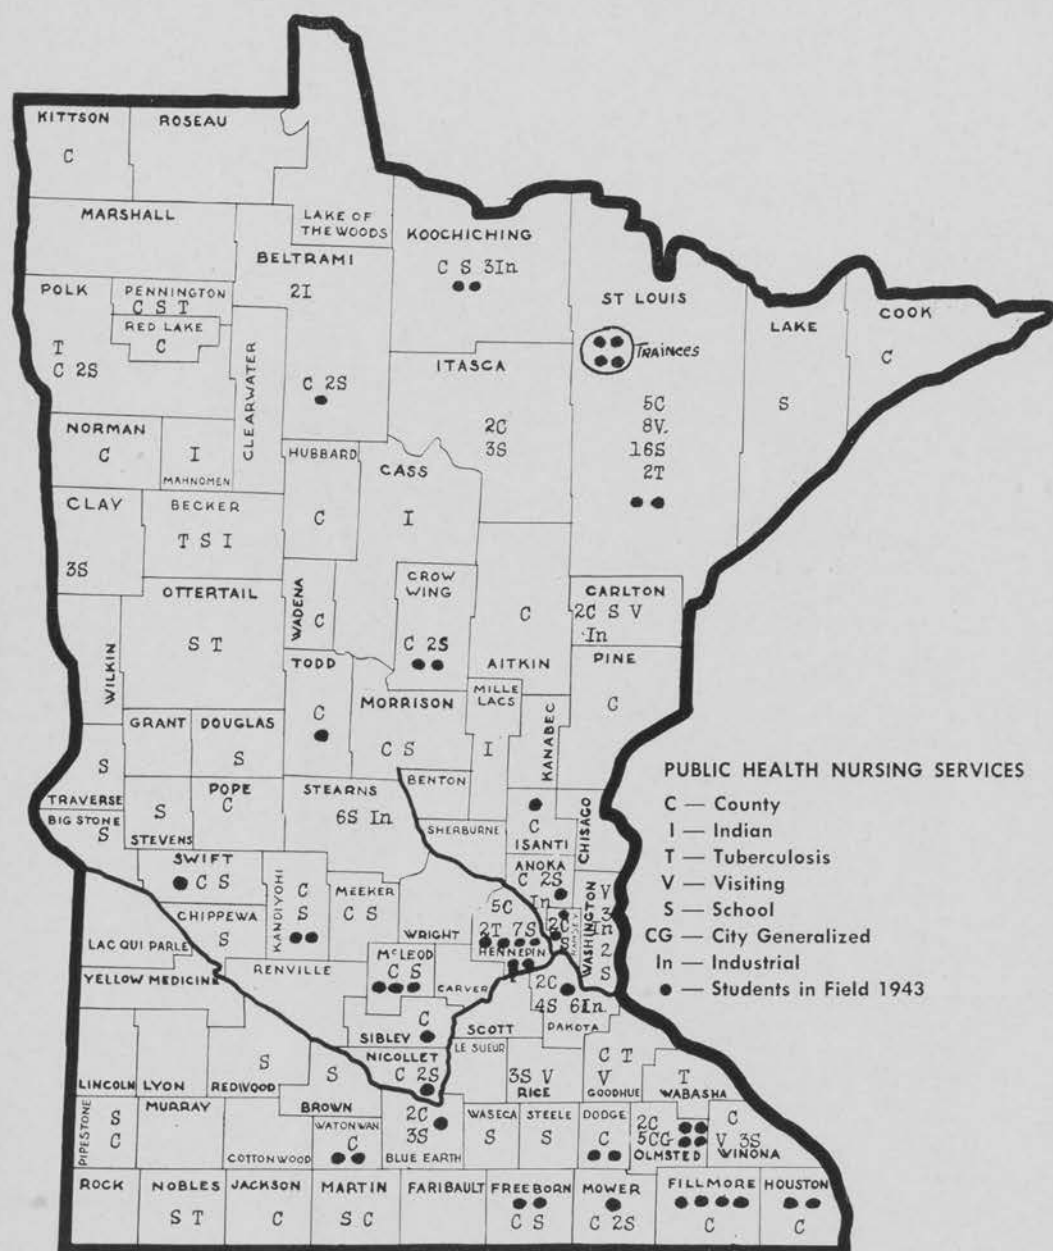 KITTSON
C
ROSEAU
MARSHALL
LAKE OF
THE WOODS
KOOCHICHING
C S 3In
BELTRAMI
2I
C 2S
POLK
T
C 2S
PENNINGTON
C S T
RED LAKE
C
CLEARWATER
ST LOUIS
TRAINEES
5C
8V.
16S
2T
LAKE
S
COOK
C
ITASCA
2C
3S
NORMAN
C
I
MAHNOMEN
HUBBARD
C
CASS
I
CLAY
3S
BECKER
T S I
OTTERTAIL
S T
WADENA
C
CROW
WING
C 2S
C
AITKIN
CARLTON
2C S V
In
PINE
C
WILKIN
TODD
C
MORRISON
C S
MILLE
LACS
I
KANABEC
GRANT
DOUGLAS
S
S
TRAVERSE
BIG STONE
S
S
STEVENS
POPE
C
STEARNS
6S In
BENTON
SHERBURNE
C
ISANTI
CHISAGO
PUBLIC HEALTH NURSING SERVICES
C — County
I — Indian
T — Tuberculosis
V — Visiting
S — School
CG — City Generalized
In — Industrial
● — Students in Field 1943
SWIFT
C S
CHIPPEWA
S
KANDIYOHI
C
S
MEEKER
C S
WRIGHT
ANOKA
C 2S
In
5C
2T 7S
HENNEPIN
2C
S
RAMSEY
WASHINGTON
V
3
In
2
S
LAC QUI PARLE
YELLOW MEDICINE
RENVILLE
McLEOD
C S
CARVER
C
SIBLEY
SCOTT
2C
4S 6In
DAKOTA
LINCOLN
LYON
S
REDWOOD
S
BROWN
NICOLLET
C 2S
LE SUEUR
3S V
RICE
C T
V
GOODHUE
T
WABASHA
PIPESTONE
S
C
MURRAY
COTTONWOOD
WATONWAN
C
2C
3S
BLUE EARTH
WASECA
S
STEELE
S
DODGE
C
2C
5CG
OLMSTED
C
V 3S
WINONA
ROCK
NOBLES
S T
JACKSON
C
MARTIN
S C
FARIBAULT
FREEBORN
C S
MOWER
C 2S
FILLMORE
C
HOUSTON
C